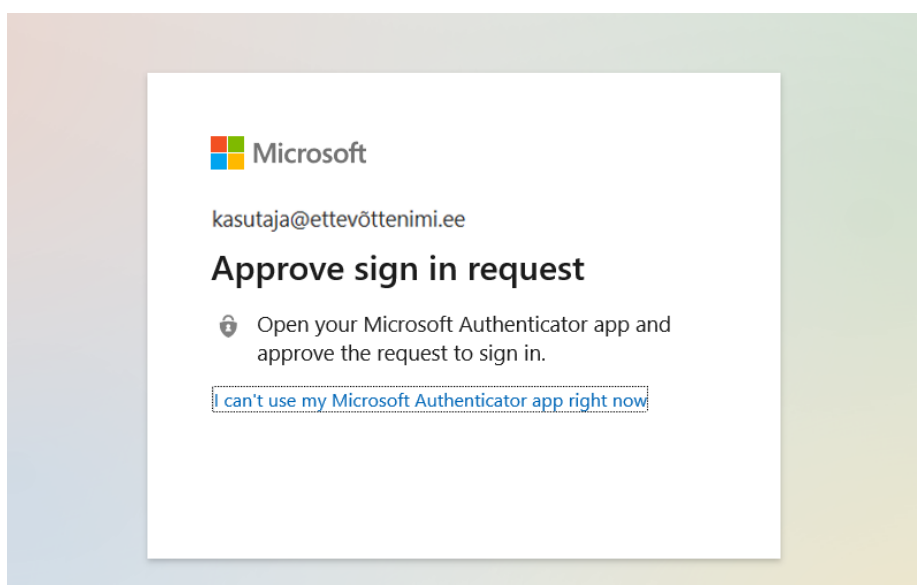 Microsoft
kasutaja@ettevõttenimi.ee
Approve sign in request
Open your Microsoft Authenticator app and
approve the request to sign in.
I can't use my Microsoft Authenticator app right now